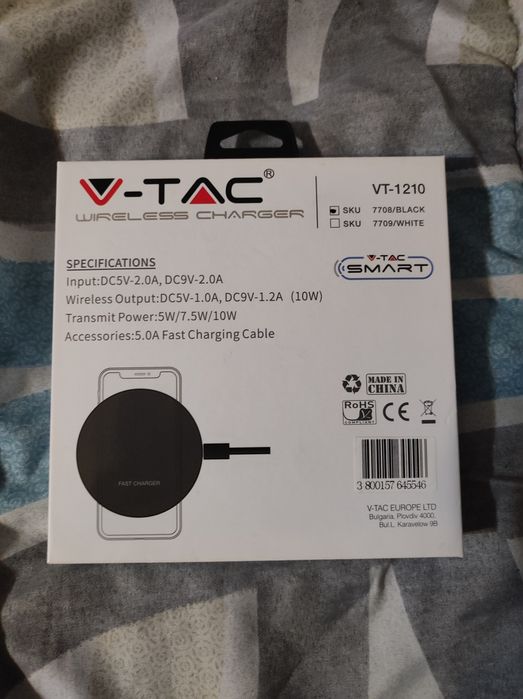 V-TAC®
WIRELESS CHARGER
VT-1210
SKU 7708/BLACK
SKU 7709/WHITE
V-TAC
SMART
SPECIFICATIONS
Input:DC5V-2.0A, DC9V-2.0A
Wireless Output:DC5V-1.0A, DC9V-1.2A (10W)
Transmit Power:5W/7.5W/10W
Accessories:5.0A Fast Charging Cable
FAST CHARGER
MADE IN
CHINA
RoHS
COMPLIANT
CE
3 800157 645546
V-TAC EUROPE LTD
Bulgaria, Plovdiv 4000,
Bul.L. Karavelow 9B